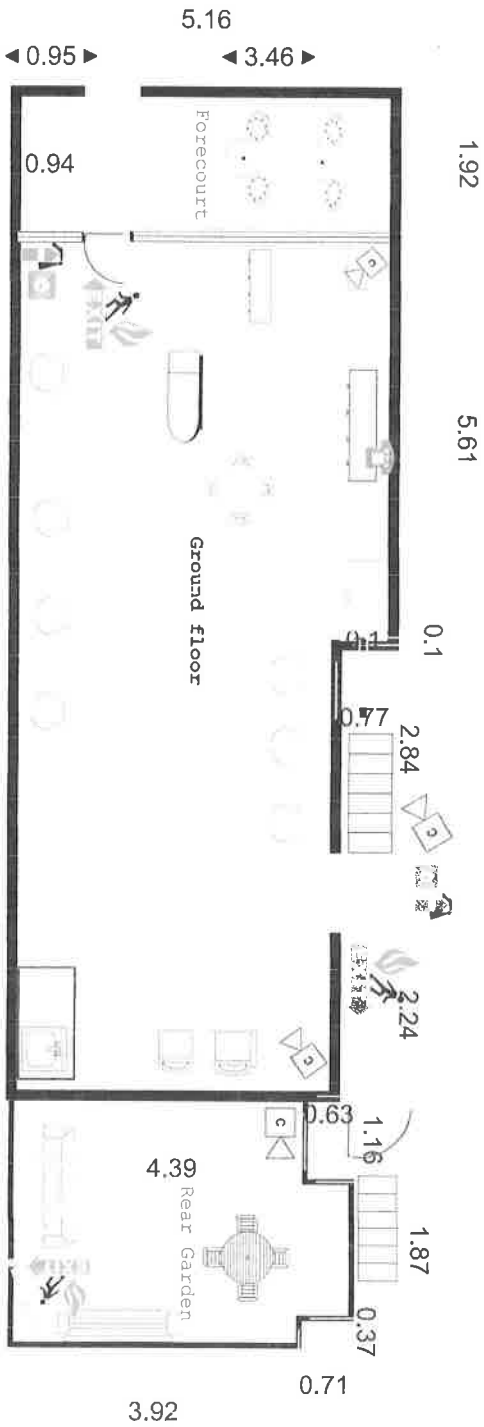 5.16
0.95
3.46
1.92
Forecourt
0.94
C
EXIT
5.61
Ground floor
0.1
0.1
0.77
2.84
C
2.24
C
0.63
1.16
C
4.39
Rear Garden
1.87
0.37
0.71
3.92